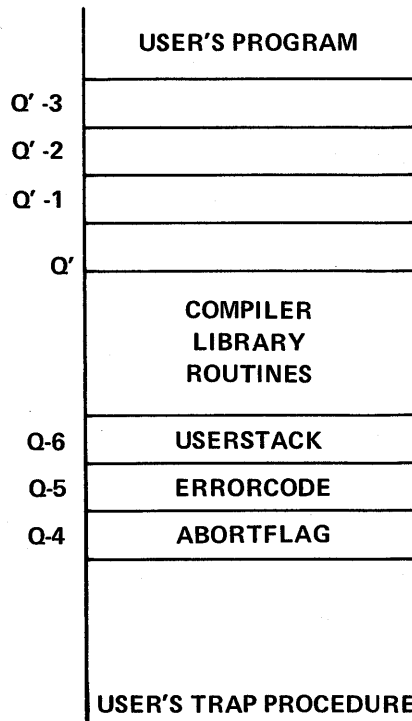 USER'S PROGRAM
Q' -3
Q' -2
Q' -1
Q'
COMPILER
LIBRARY
ROUTINES
Q-6 USERSTACK
Q-5 ERRORCODE
Q-4 ABORTFLAG
USER'S TRAP PROCEDURE